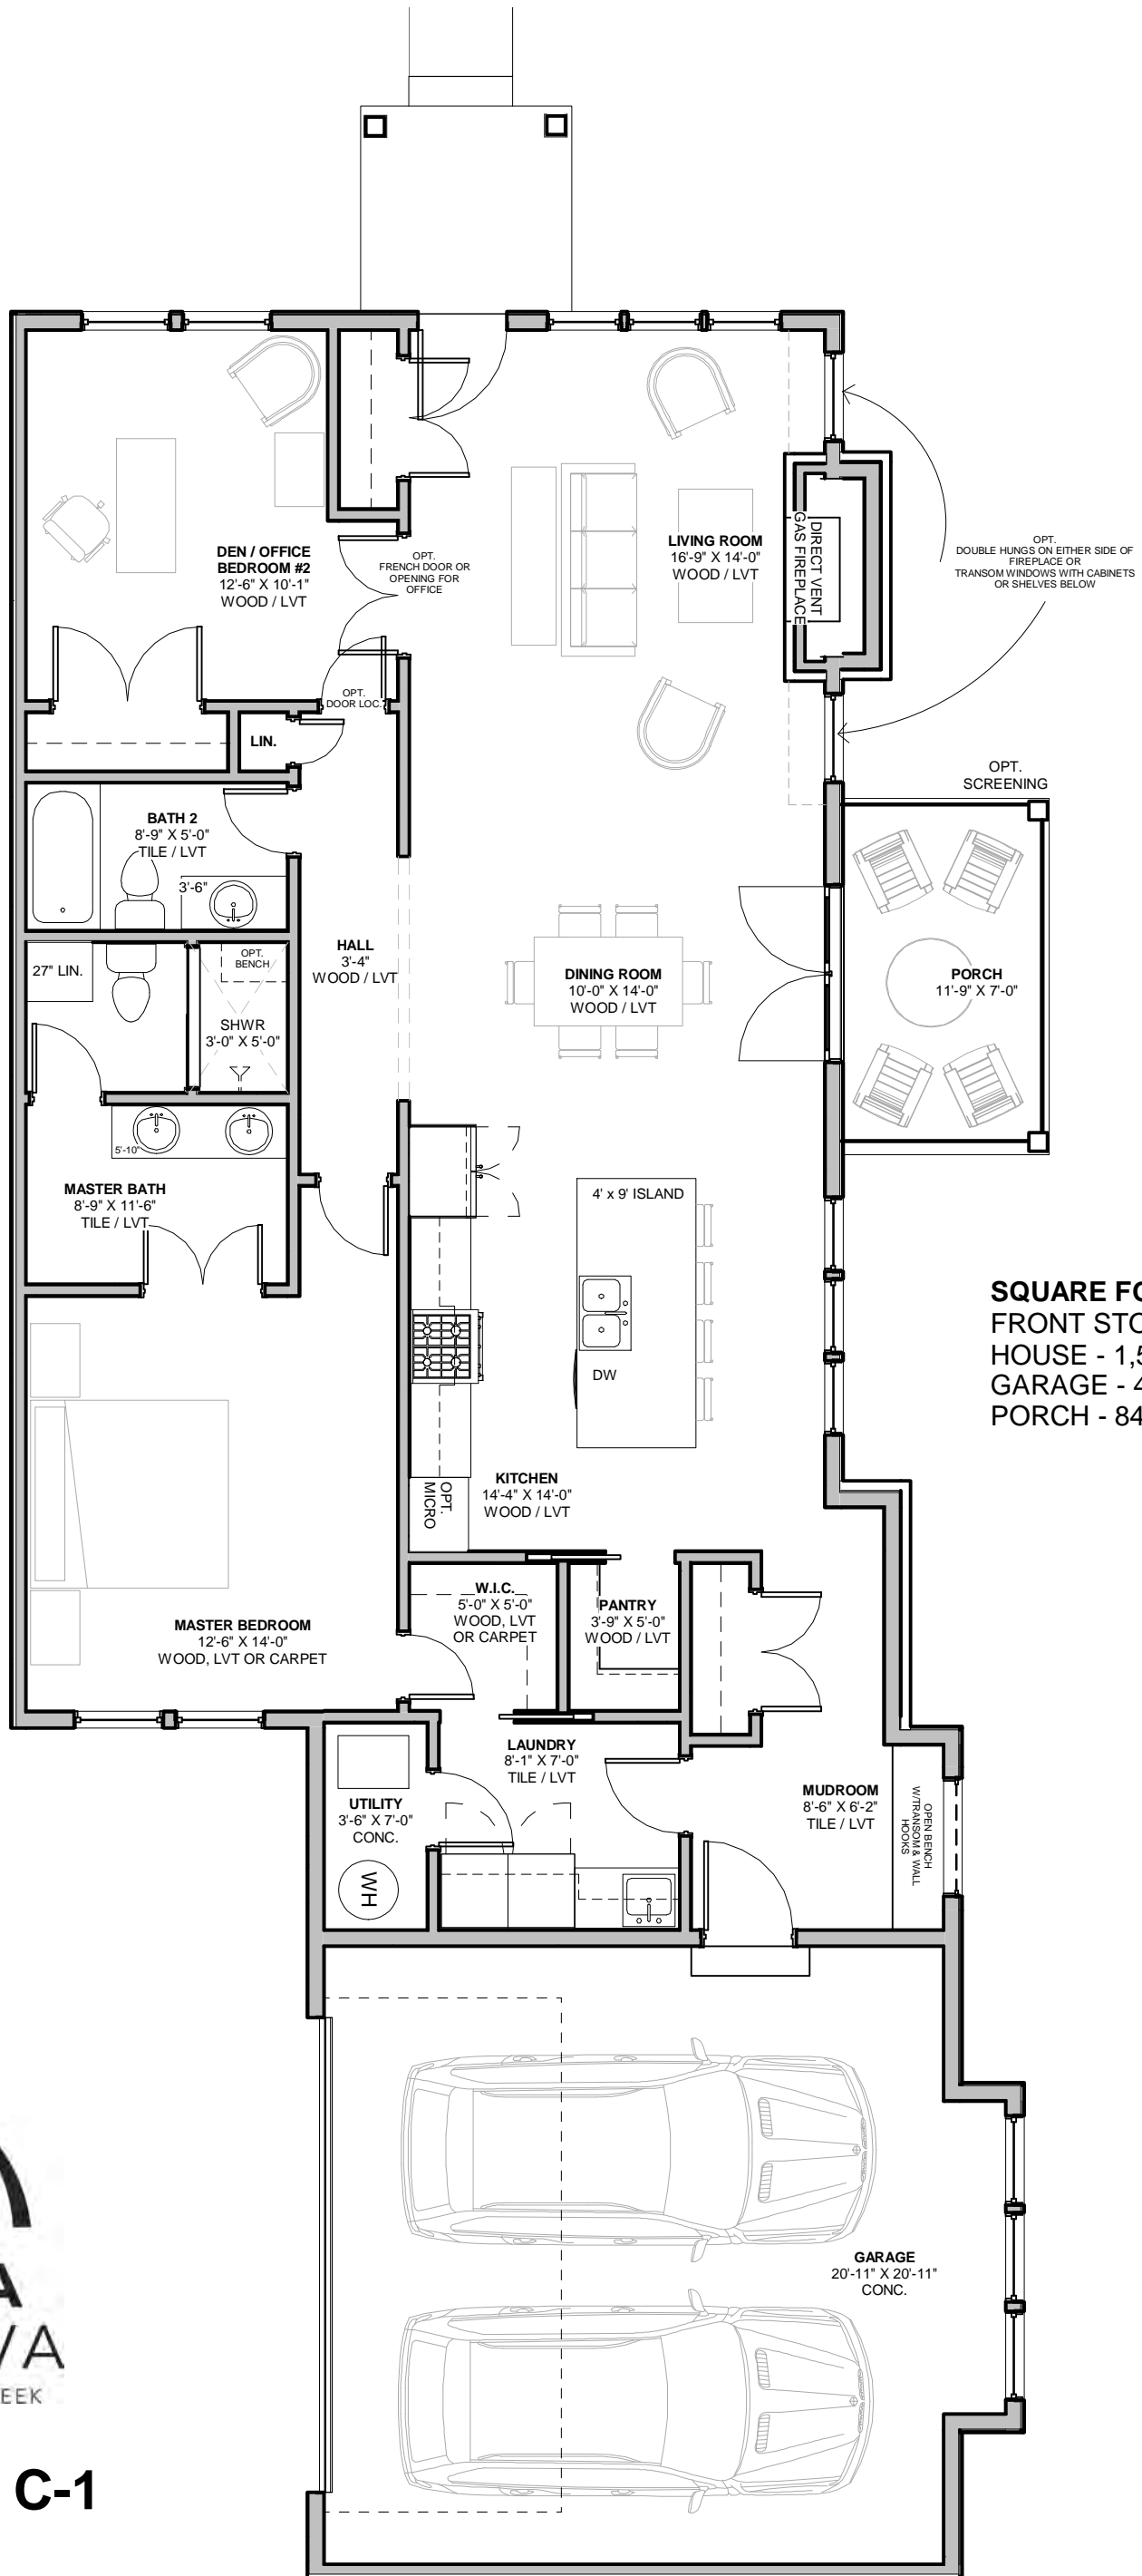 DEN / OFFICE
BEDROOM #2
12'-6" X 10'-1"
WOOD / LVT
OPT.
FRENCH DOOR OR
OPENING FOR
OFFICE
LIVING ROOM
16'-9" X 14'-0"
WOOD / LVT
DIRECT VENT
GAS FIREPLACE
OPT.
DOUBLE HUNGS ON EITHER SIDE OF
FIREPLACE OR
TRANSOM WINDOWS WITH CABINETS
OR SHELVES BELOW
OPT.
DOOR LOC.
LIN.
OPT.
SCREENING
BATH 2
8'-9" X 5'-0"
TILE / LVT
3'-6"
27" LIN.
OPT.
BENCH
SHWR
3'-0" X 5'-0"
HALL
3'-4"
WOOD / LVT
DINING ROOM
10'-0" X 14'-0"
WOOD / LVT
PORCH
11'-9" X 7'-0"
5'-10"
MASTER BATH
8'-9" X 11'-6"
TILE / LVT
4' x 9' ISLAND
DW
SQUARE FO
FRONT STO
HOUSE - 1,5
GARAGE - 4
PORCH - 84
KITCHEN
14'-4" X 14'-0"
WOOD / LVT
OPT.
MICRO
W.I.C.
5'-0" X 5'-0"
WOOD, LVT
OR CARPET
PANTRY
3'-9" X 5'-0"
WOOD / LVT
MASTER BEDROOM
12'-6" X 14'-0"
WOOD, LVT OR CARPET
LAUNDRY
8'-1" X 7'-0"
TILE / LVT
UTILITY
3'-6" X 7'-0"
CONC.
WH
MUDROOM
8'-6" X 6'-2"
TILE / LVT
OPEN BENCH
W/TRANSOM & WALL
HOOKS
GARAGE
20'-11" X 20'-11"
CONC.
A
VA
EEK
C-1